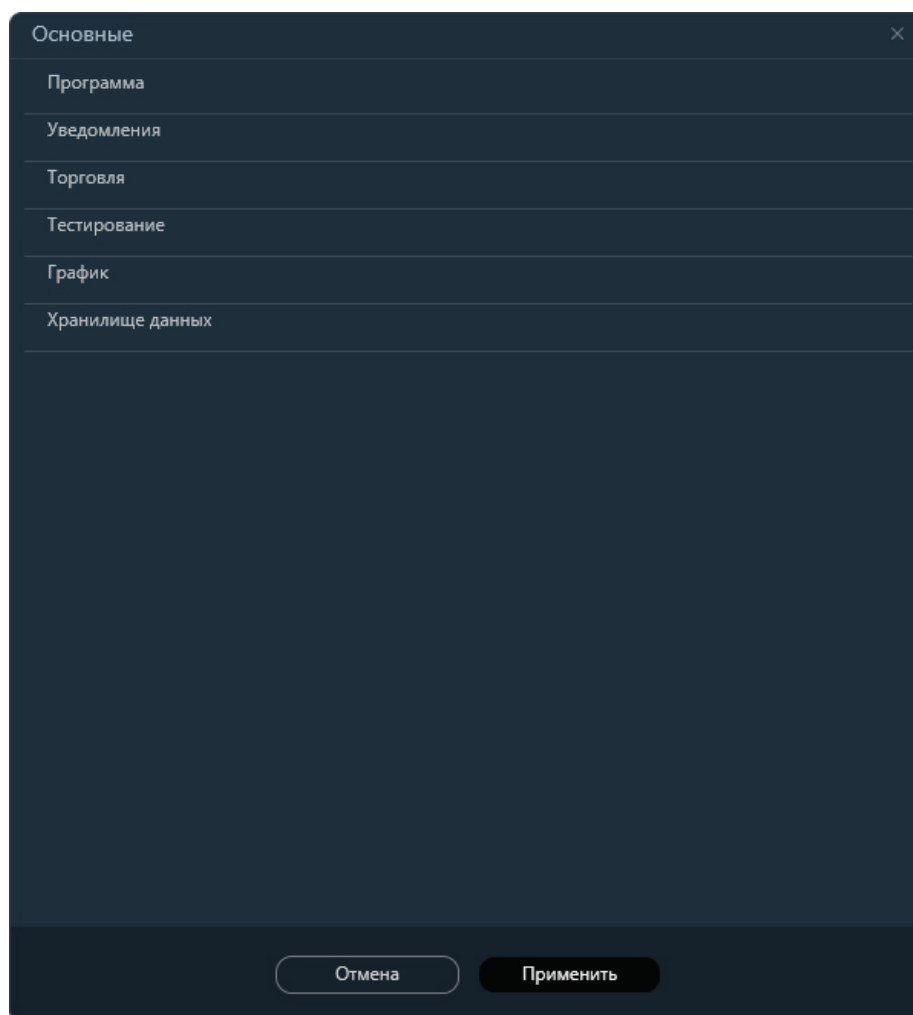 Основные
Программа
Уведомления
Торговля
Тестирование
График
Хранилище данных
Отмена
Применить